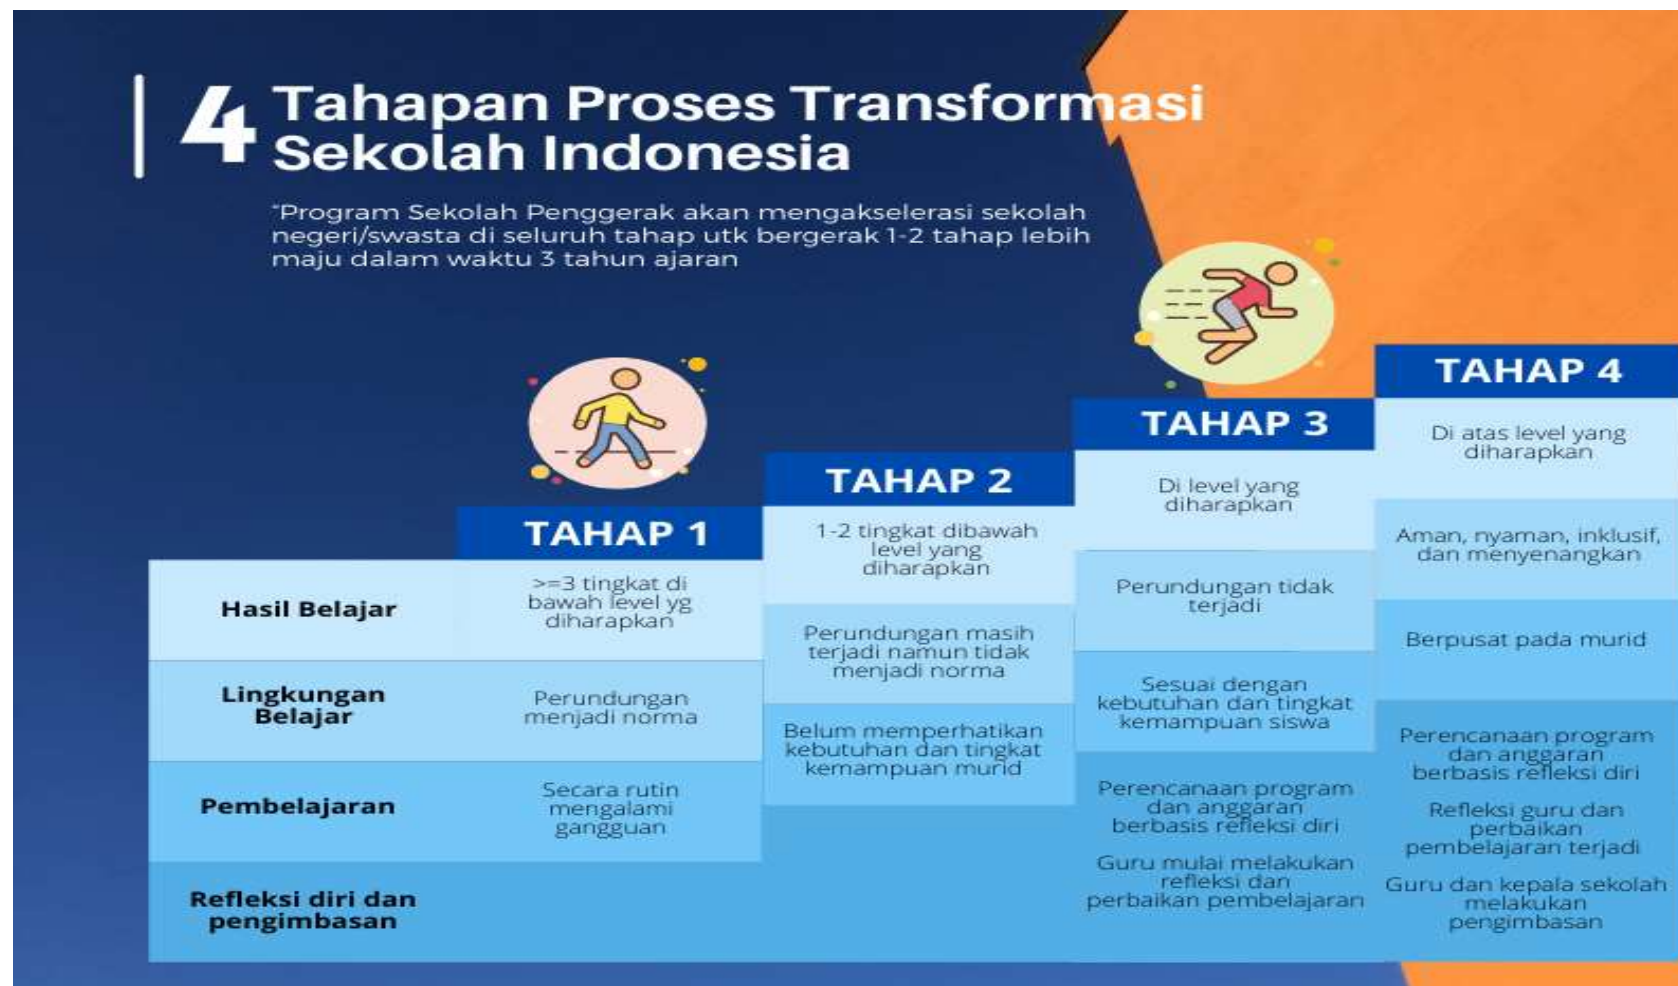 4 Tahapan Proses Transformasi
Sekolah Indonesia
"Program Sekolah Penggerak akan mengakselerasi sekolah
negeri/swasta di seluruh tahap utk bergerak 1-2 tahap lebih
maju dalam waktu 3 tahun ajaran
TAHAP 1
TAHAP 2
TAHAP 3
TAHAP 4
Hasil Belajar
>=3 tingkat di
bawah level yg
diharapkan
1-2 tingkat dibawah
level yang
diharapkan
Di level yang
diharapkan
Di atas level yang
diharapkan
Lingkungan
Belajar
Perundungan
menjadi norma
Perundungan masih
terjadi namun tidak
menjadi norma
Perundungan tidak
terjadi
Aman, nyaman, inklusif,
dan menyenangkan
Pembelajaran
Secara rutin
mengalami
gangguan
Belum memperhatikan
kebutuhan dan tingkat
kemampuan murid
Sesuai dengan
kebutuhan dan tingkat
kemampuan siswa
Berpusat pada murid
Refleksi diri dan
pengimbasan
Perencanaan program
dan anggaran
berbasis refleksi diri
Guru mulai melakukan
refleksi dan
perbaikan pembelajaran
Perencanaan program
dan anggaran
berbasis refleksi diri
Refleksi guru dan
perbaikan
pembelajaran terjadi
Guru dan kepala sekolah
melakukan
pengimbasan